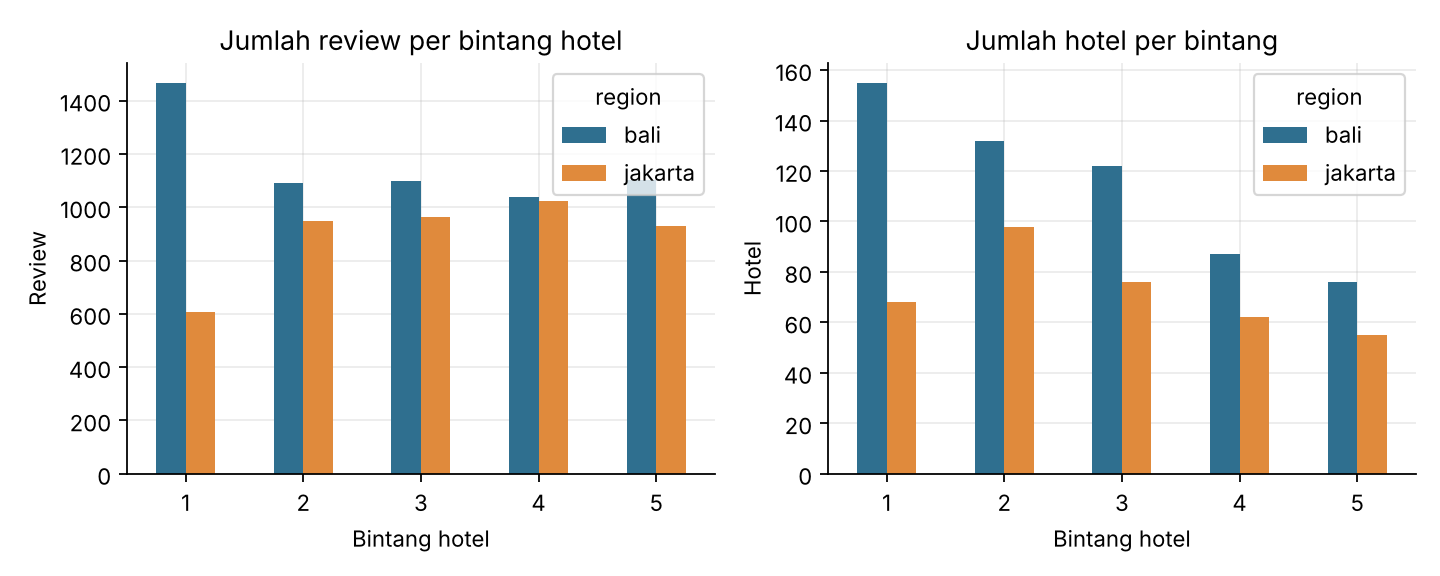 Jumlah review per bintang hotel
Review
1400
1200
1000
800
600
400
200
0
region
bali
jakarta
1 2 3 4 5
Bintang hotel
Jumlah hotel per bintang
Hotel
160
140
120
100
80
60
40
20
0
region
bali
jakarta
1 2 3 4 5
Bintang hotel